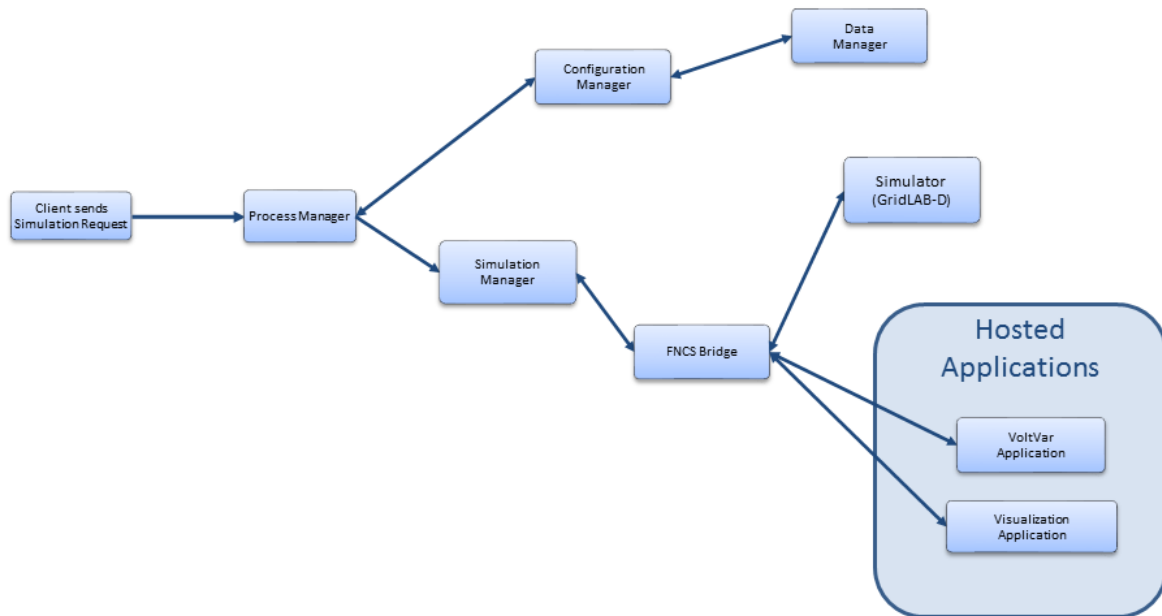 Data
Manager
Configuration
Manager
Simulator
(GridLAB-D)
Client sends
Simulation Request
Process Manager
Simulation
Manager
FNCS Bridge
Hosted
Applications
VoltVar
Application
Visualization
Application